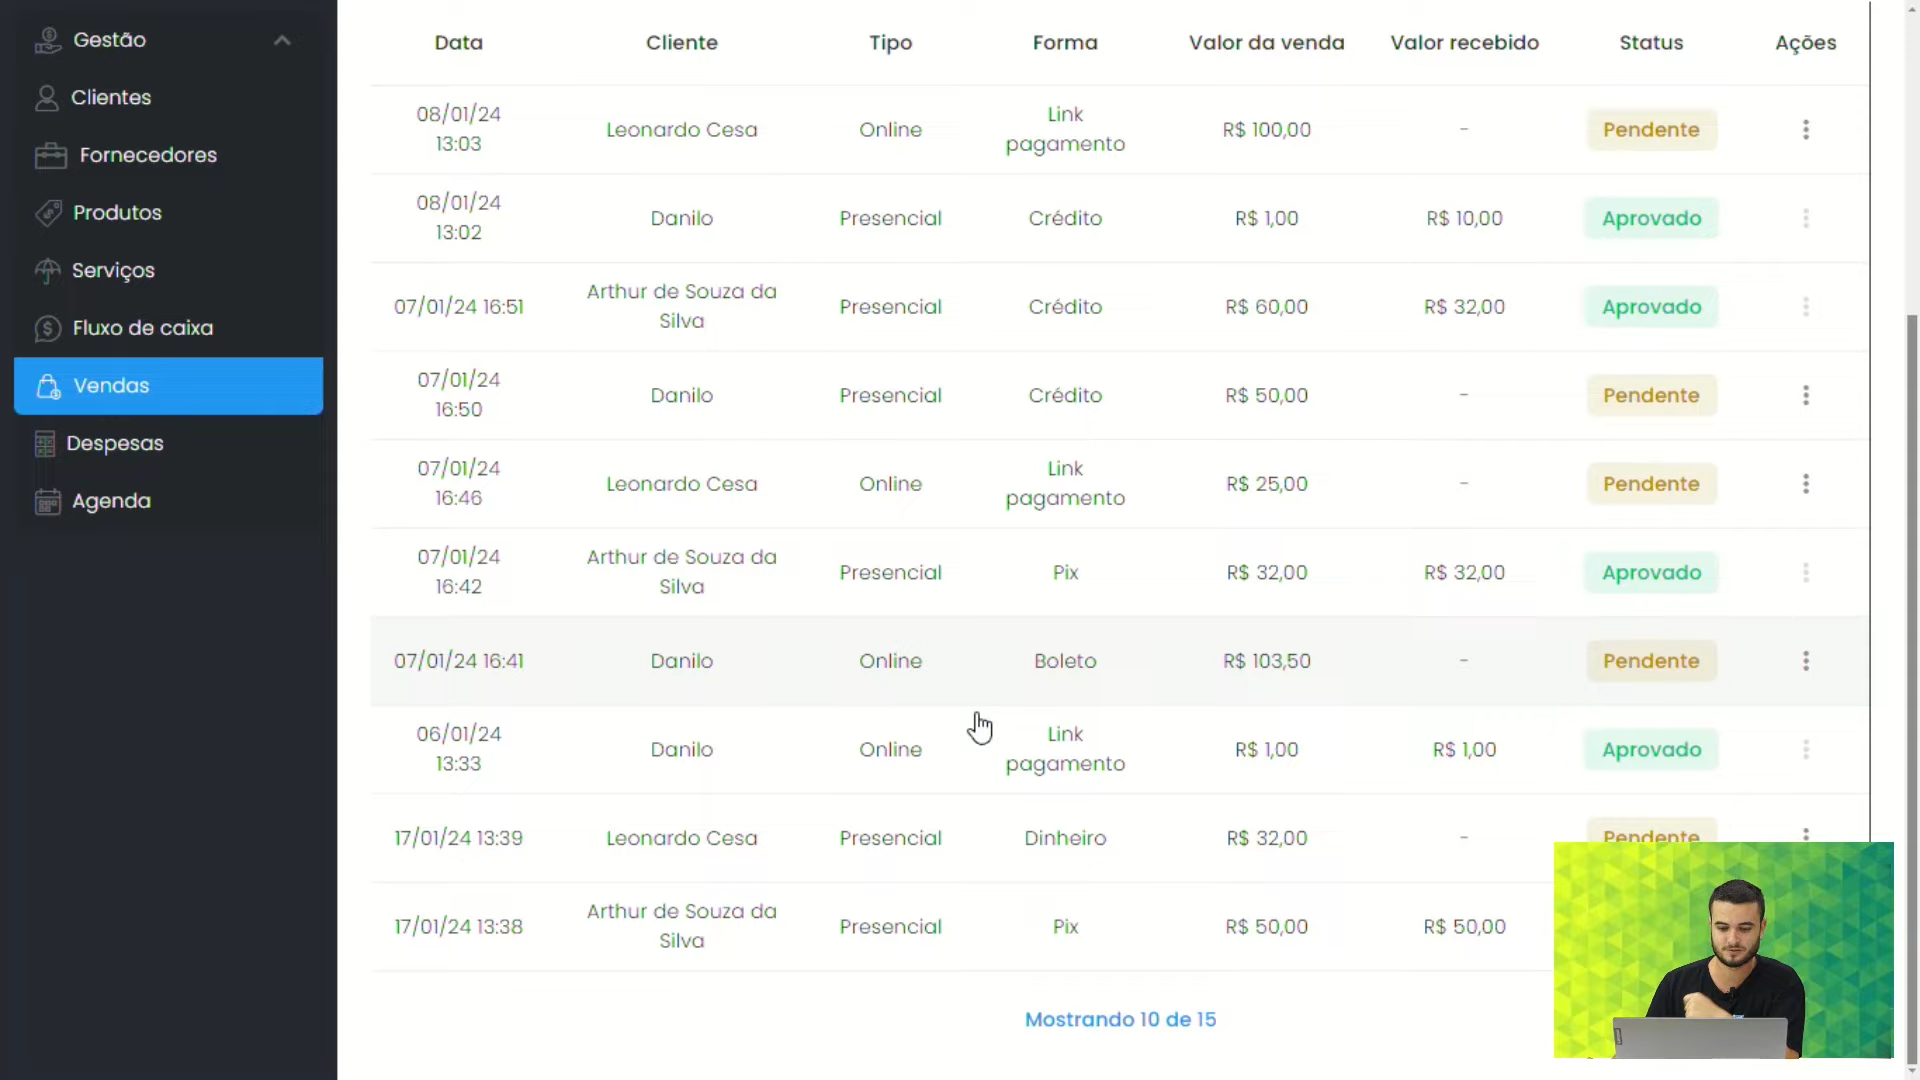 Gestão
Clientes
Fornecedores
Produtos
Serviços
Fluxo de caixa
Vendas
Despesas
Agenda
Data Cliente Tipo Forma Valor da venda Valor recebido Status Ações
08/01/24 13:03 Leonardo Cesa Online Link pagamento R$ 100,00 - Pendente
08/01/24 13:02 Danilo Presencial Crédito R$ 1,00 R$ 10,00 Aprovado
07/01/24 16:51 Arthur de Souza da Silva Presencial Crédito R$ 60,00 R$ 32,00 Aprovado
07/01/24 16:50 Danilo Presencial Crédito R$ 50,00 - Pendente
07/01/24 16:46 Leonardo Cesa Online Link pagamento R$ 25,00 - Pendente
07/01/24 16:42 Arthur de Souza da Silva Presencial Pix R$ 32,00 R$ 32,00 Aprovado
07/01/24 16:41 Danilo Online Boleto R$ 103,50 - Pendente
06/01/24 13:33 Danilo Online Link pagamento R$ 1,00 R$ 1,00 Aprovado
17/01/24 13:39 Leonardo Cesa Presencial Dinheiro R$ 32,00 - Pendente
17/01/24 13:38 Arthur de Souza da Silva Presencial Pix R$ 50,00 R$ 50,00
Mostrando 10 de 15